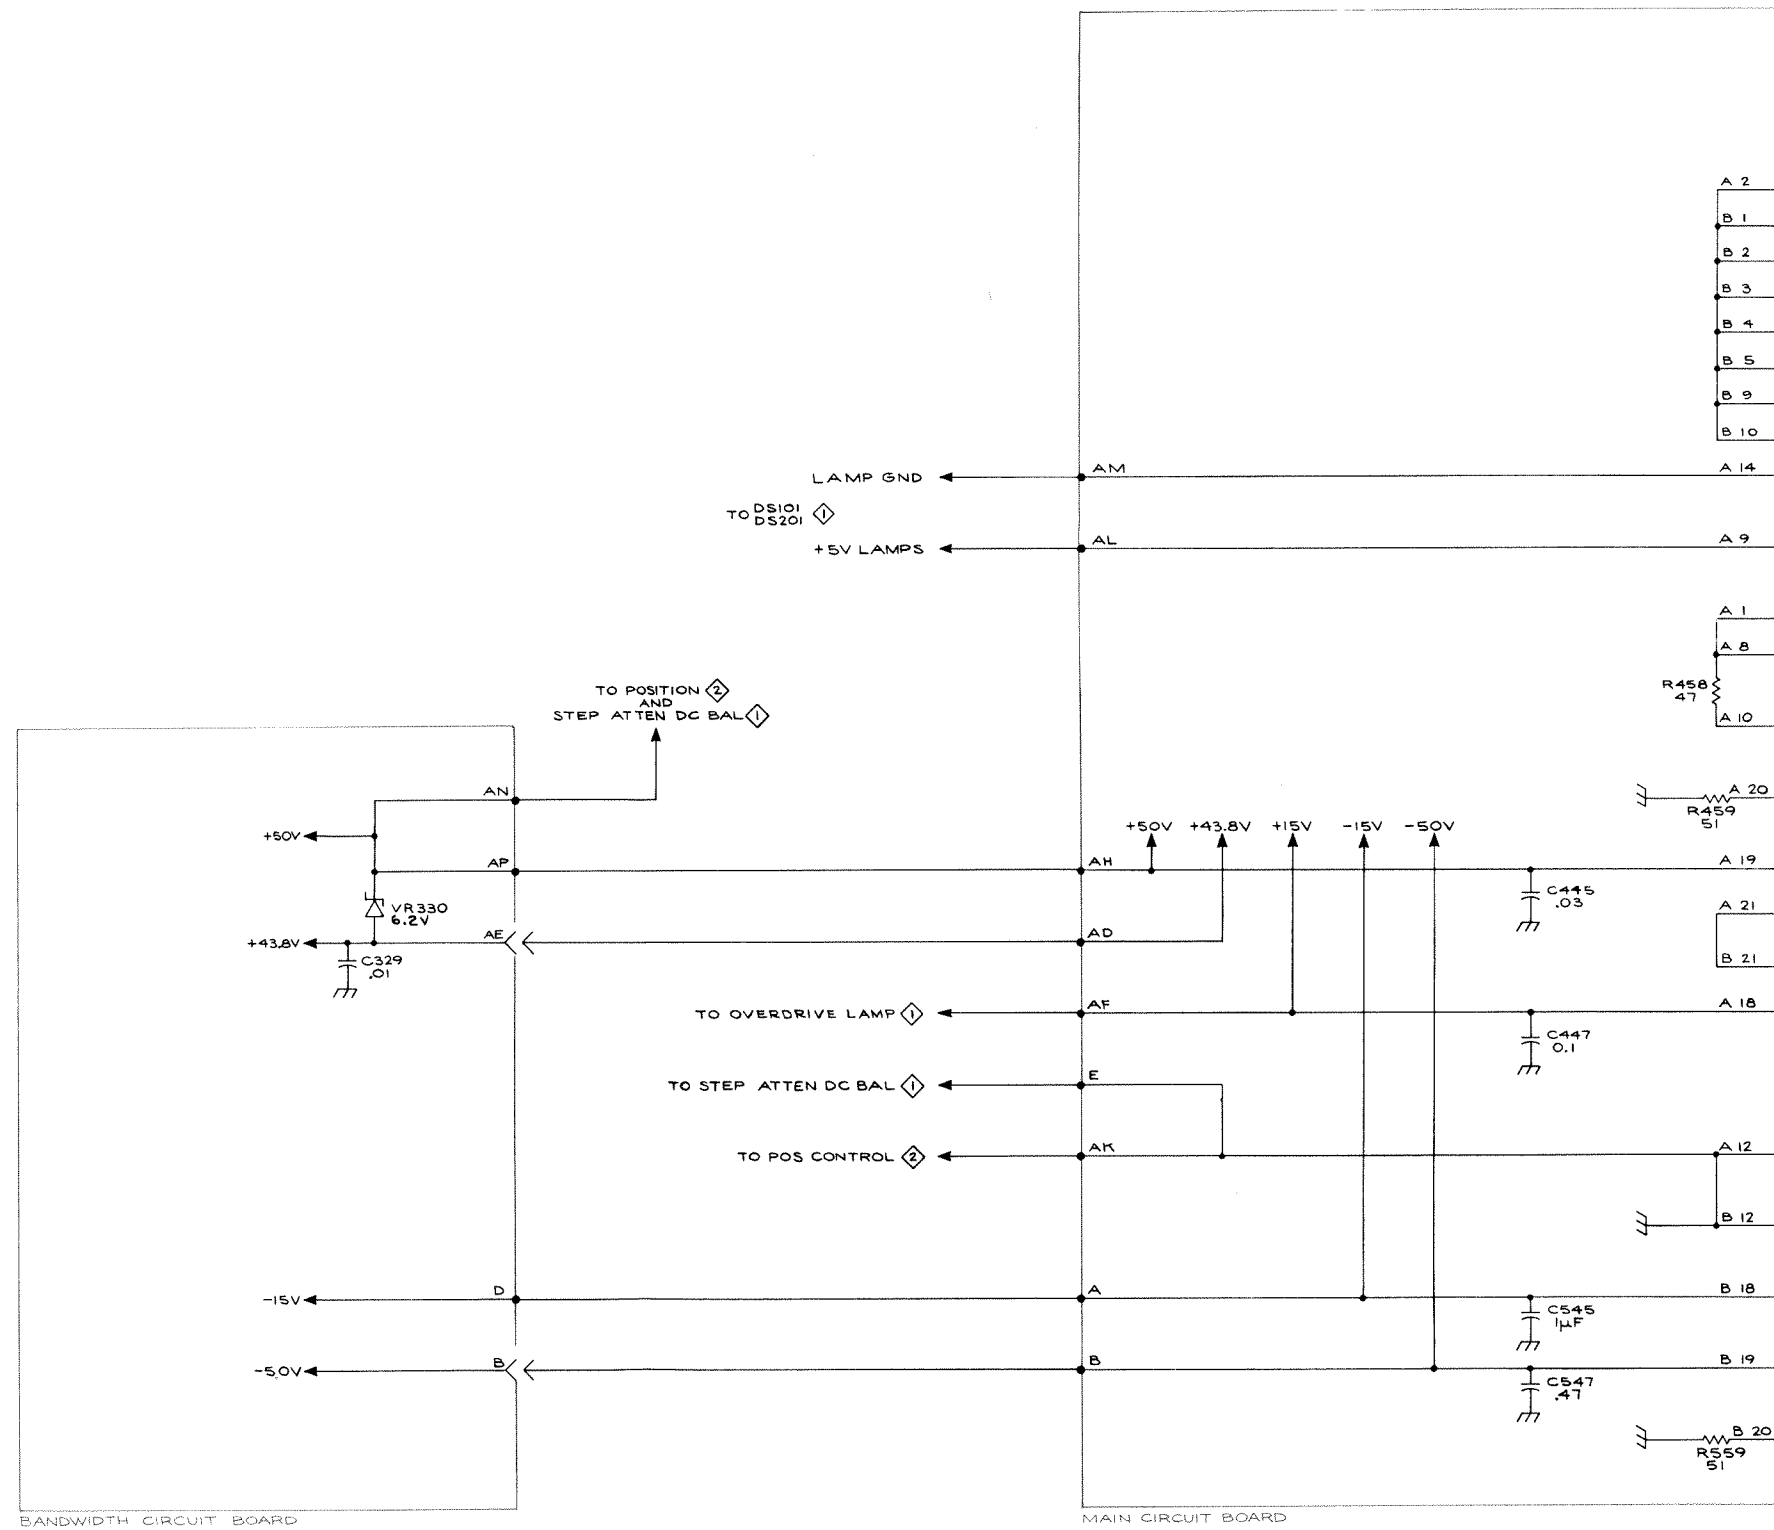 A 2
B 1
B 2
B 3
B 4
B 5
B 9
B 10
LAMP GND
AM
A 14
TO DS101
DS201
1
+5V LAMPS
AL
A 9
A 1
A 8
R458
47
A 10
TO POSITION 2
AND
STEP ATTEN DC BAL 1
AN
+50V
AP
VR330
6.2V
+43.8V
AE
C329
.01
A 20
R459
51
+50V +43.8V +15V -15V -50V
AH
A 19
C445
.03
A 21
AD
B 21
TO OVERDRIVE LAMP 1
AF
A 18
C447
0.1
TO STEP ATTEN DC BAL 1
E
TO POS CONTROL 2
AK
A 12
B 12
-15V
D
A
B 18
C545
1µF
-50V
B
B
B 19
C547
.47
B 20
R559
51
BANDWIDTH CIRCUIT BOARD
MAIN CIRCUIT BOARD